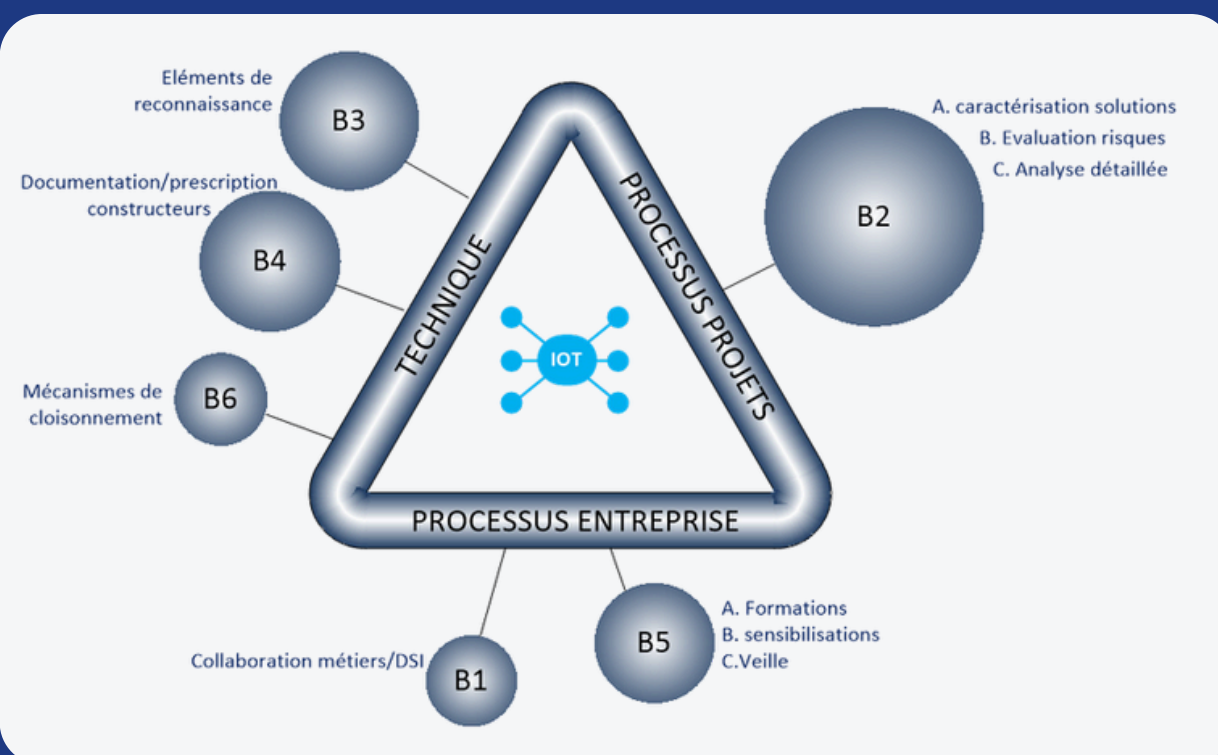 Eléments de
reconnaissance
B3
A. caractérisation solutions
B. Evaluation risques
C. Analyse détaillée
B2
Documentation/prescription
constructeurs
B4
TECHNIQUE
PROCESSUS PROJETS
IOT
Mécanismes de
cloisonnement
B6
PROCESSUS ENTREPRISE
Collaboration métiers/DSI
B1
B5
A. Formations
B. sensibilisations
C.Veille